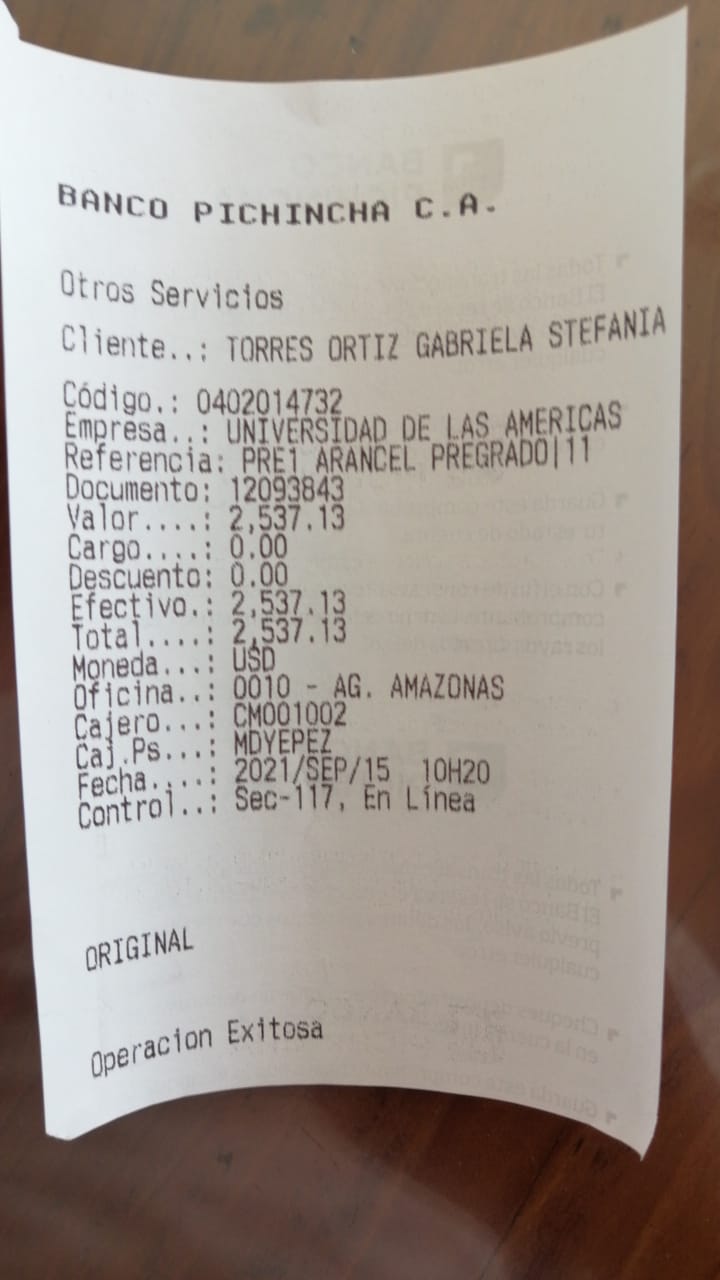 BANCO PICHINCHA C.A.
Otros Servicios
Cliente..: TORRES ORTIZ GABRIELA STEFANIA
Código.: 0402014732
Empresa..: UNIVERSIDAD DE LAS AMERICAS
Referencia: PRE1 ARANCEL PREGRADO|11
Documento: 12093843
Valor....: 2,537.13
Cargo....: 0.00
Descuento: 0.00
Efectivo.: 2,537.13
Total....: 2,537.13
Moneda...: USD
Oficina..: 0010 - AG. AMAZONAS
Cajero...: CM001002
Caj.Ps...: MDYEPEZ
Fecha....: 2021/SEP/15 10H20
Control..: Sec-117, En Línea
ORIGINAL
Operacion Exitosa